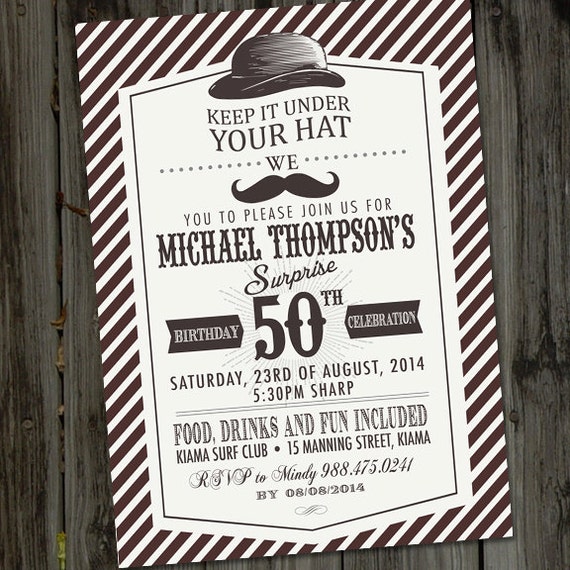 KEEP IT UNDER
YOUR HAT
WE
YOU TO PLEASE JOIN US FOR
MICHAEL THOMPSON'S
Surprise
BIRTHDAY 50TH CELEBRATION
SATURDAY, 23RD OF AUGUST, 2014
5:30PM SHARP
FOOD, DRINKS AND FUN INCLUDED
KIAMA SURF CLUB • 15 MANNING STREET, KIAMA
RSVP to Mindy 988.475.0241
BY 08/08/2014